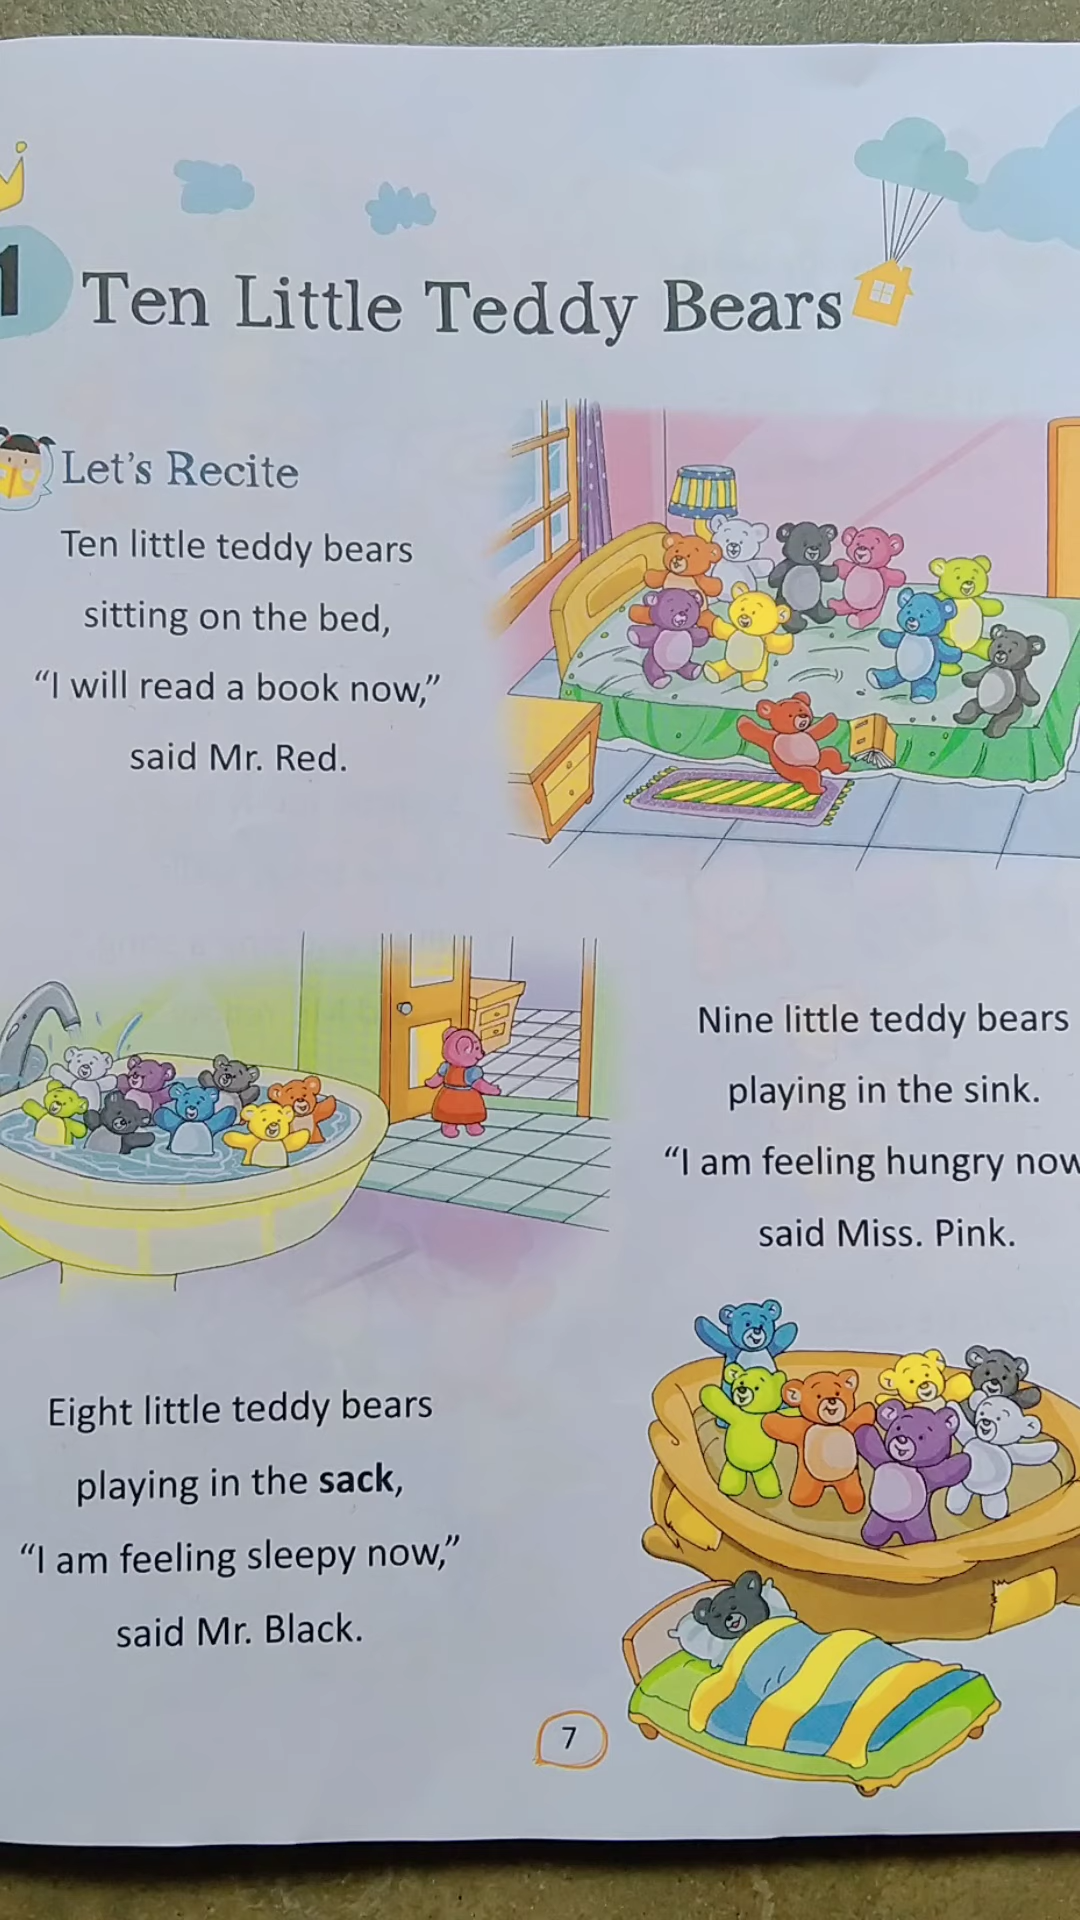 1
Ten Little Teddy Bears
Let's Recite
Ten little teddy bears
sitting on the bed,
“I will read a book now,”
said Mr. Red.
Nine little teddy bears
playing in the sink.
“I am feeling hungry now
said Miss. Pink.
Eight little teddy bears
playing in the sack,
“I am feeling sleepy now,”
said Mr. Black.
7